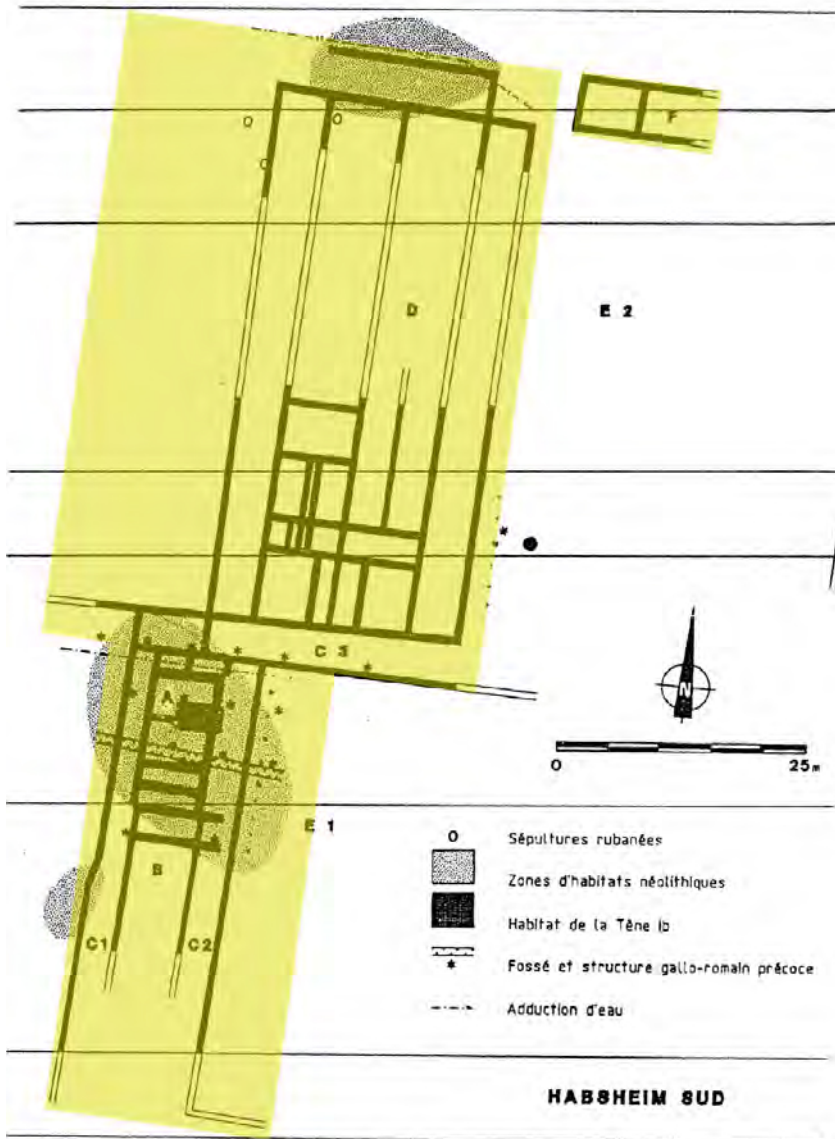 F
D
E 2
C 3
A
N
0 25m
E 1
B
C1 C2
O Sépultures rubanées
Zones d'habitats néolithiques
Habitat de la Tène Ib
* Fossé et structure gallo-romain précoce
Adduction d'eau
HABSHEIM SUD